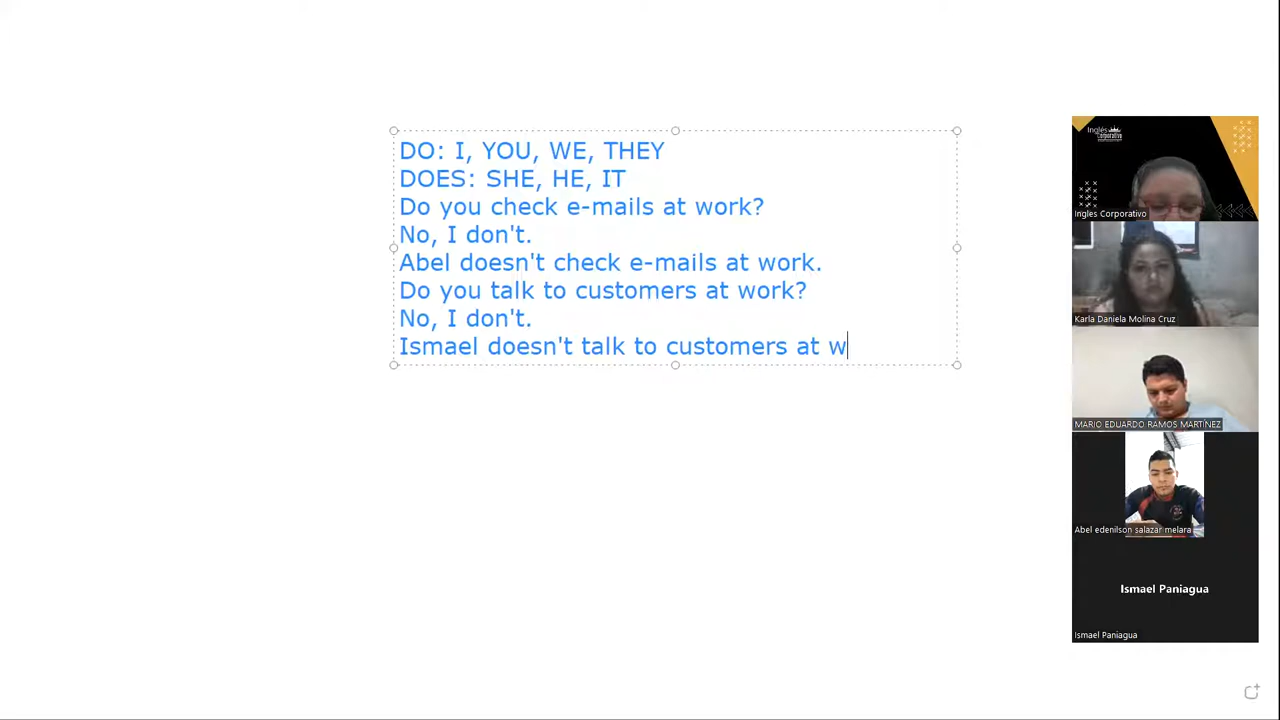 DO: I, YOU, WE, THEY
DOES: SHE, HE, IT
Do you check e-mails at work?
No, I don't.
Abel doesn't check e-mails at work.
Do you talk to customers at work?
No, I don't.
Ismael doesn't talk to customers at w
Inglés
Corporativo
Ingles Corporativo
Karla Daniela Molina Cruz
MARIO EDUARDO RAMOS MARTÍNEZ
Abel edenilson salazar melara
Ismael Paniagua
Ismael Paniagua